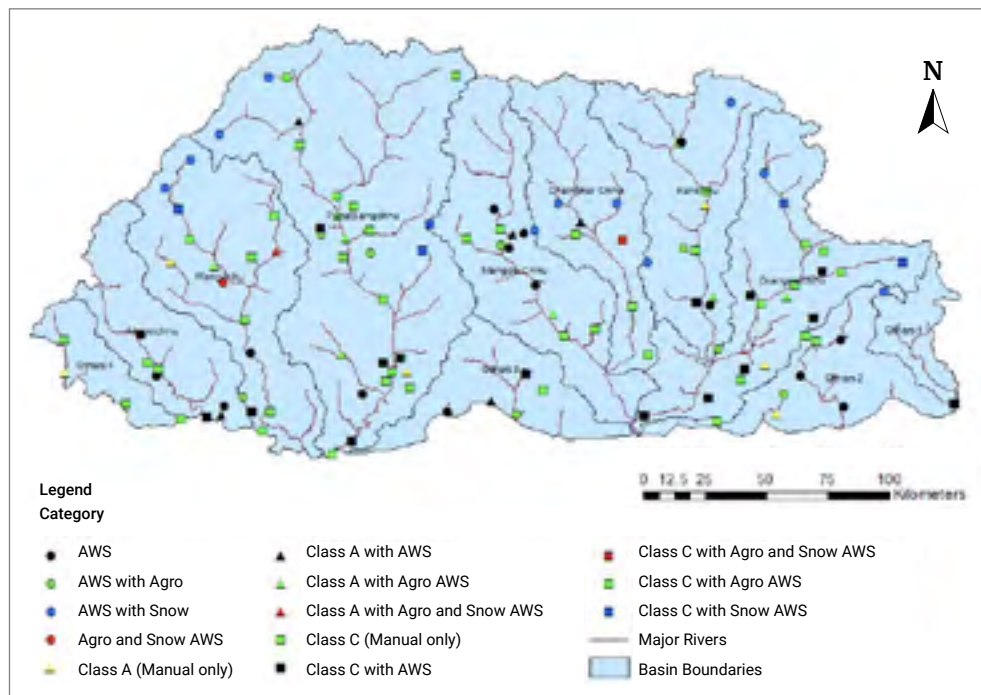 N
0 12.5 25 50 75 100
Kilometers
Legend
Category
AWS
AWS with Agro
AWS with Snow
Agro and Snow AWS
Class A (Manual only)
Class A with AWS
Class A with Agro AWS
Class A with Agro and Snow AWS
Class C (Manual only)
Class C with AWS
Class C with Agro and Snow AWS
Class C with Agro AWS
Class C with Snow AWS
Major Rivers
Basin Boundaries